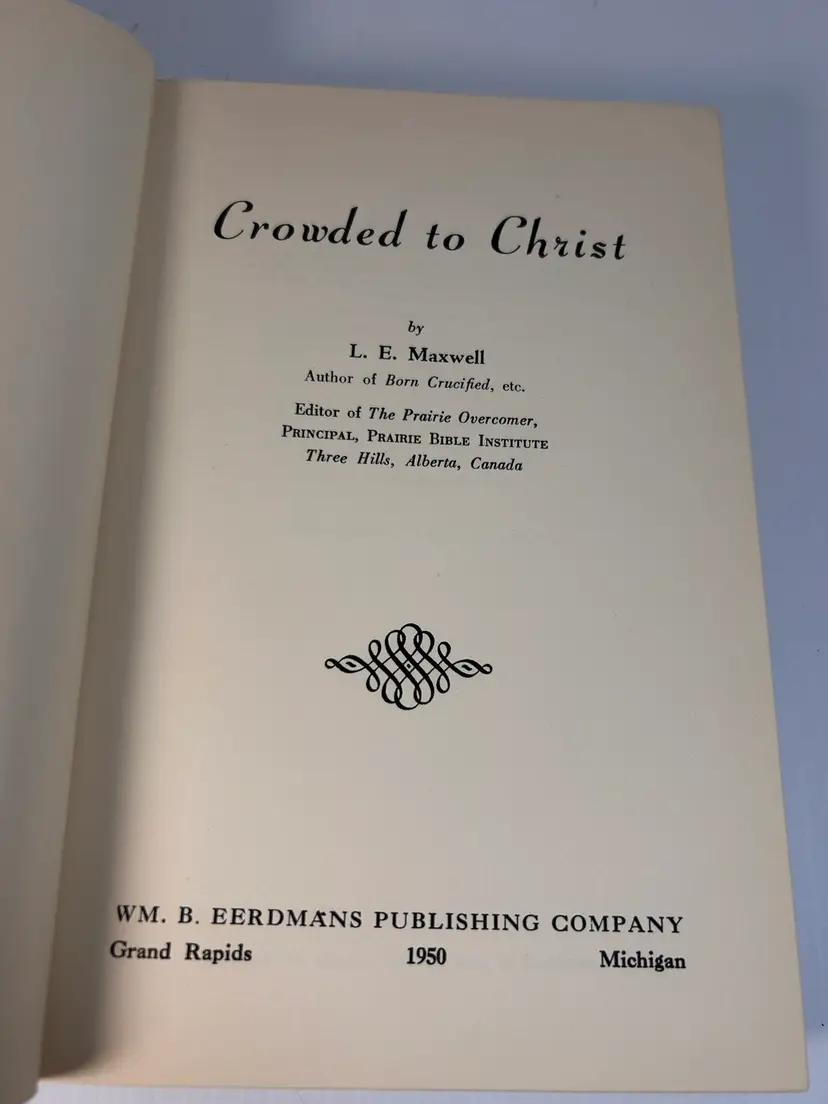 Crowded to Christ
by
L. E. Maxwell
Author of Born Crucified, etc.
Editor of The Prairie Overcomer,
PRINCIPAL, PRAIRIE BIBLE INSTITUTE
Three Hills, Alberta, Canada
WM. B. EERDMANS PUBLISHING COMPANY
Grand Rapids 1950 Michigan